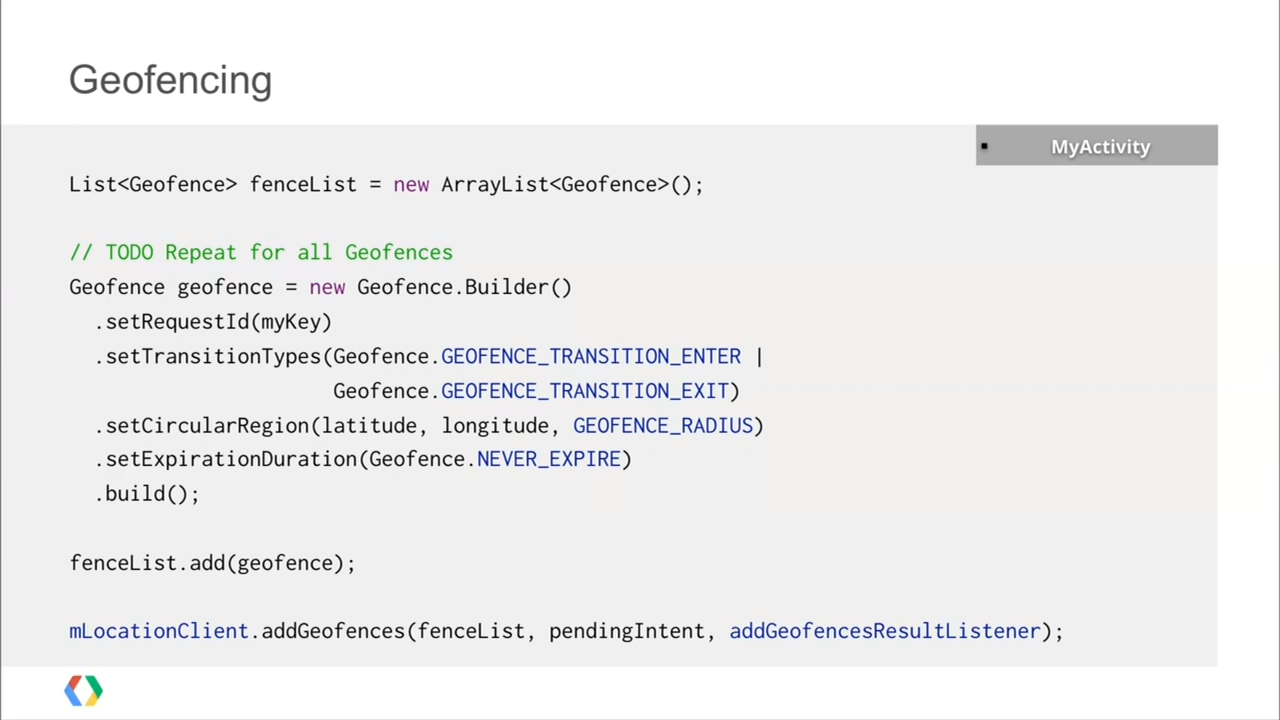 Geofencing
MyActivity
List<Geofence> fenceList = new ArrayList<Geofence>();
// TODO Repeat for all Geofences
Geofence geofence = new Geofence.Builder()
.setRequestId(myKey)
.setTransitionTypes(Geofence.GEOFENCE_TRANSITION_ENTER |
Geofence.GEOFENCE_TRANSITION_EXIT)
.setCircularRegion(latitude, longitude, GEOFENCE_RADIUS)
.setExpirationDuration(Geofence.NEVER_EXPIRE)
.build();
fenceList.add(geofence);
mLocationClient.addGeofences(fenceList, pendingIntent, addGeofencesResultListener);